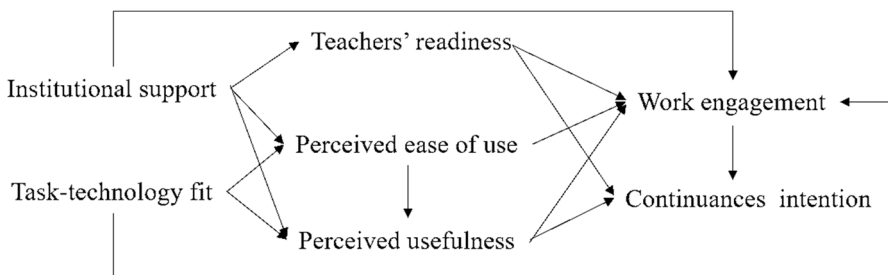 Teachers' readiness
Institutional support
Work engagement
Perceived ease of use
Task-technology fit
Continuances intention
Perceived usefulness